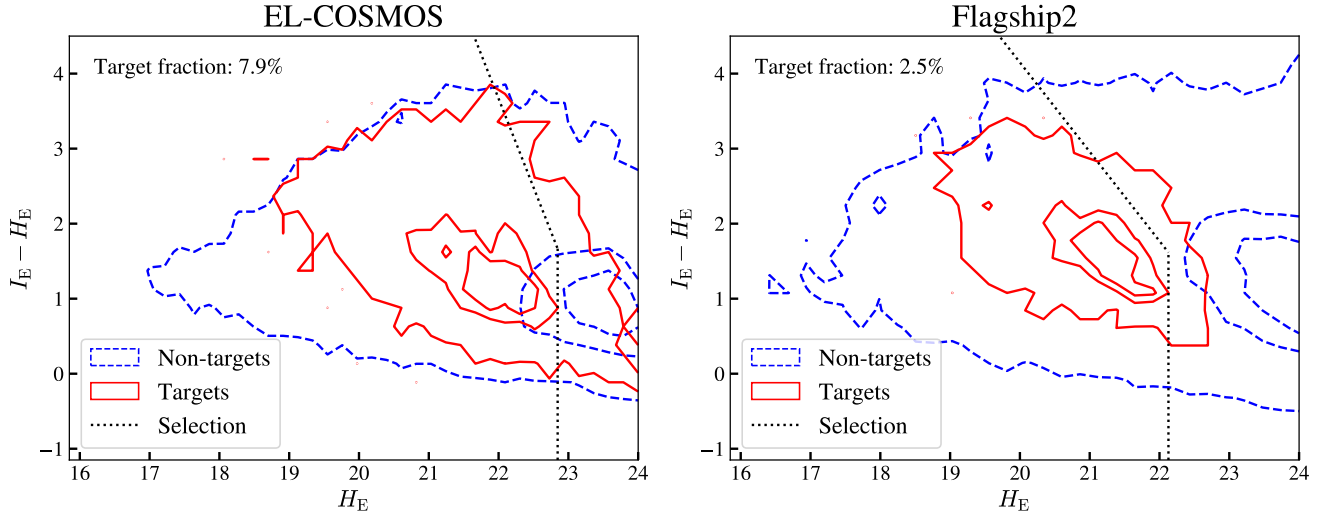 EL-COSMOS
Target fraction: 7.9%
I_E − H_E
4
3
2
1
0
−1
Non-targets
Targets
Selection
16 17 18 19 20 21 22 23 24
H_E
Flagship2
Target fraction: 2.5%
I_E − H_E
4
3
2
1
0
−1
Non-targets
Targets
Selection
16 17 18 19 20 21 22 23 24
H_E